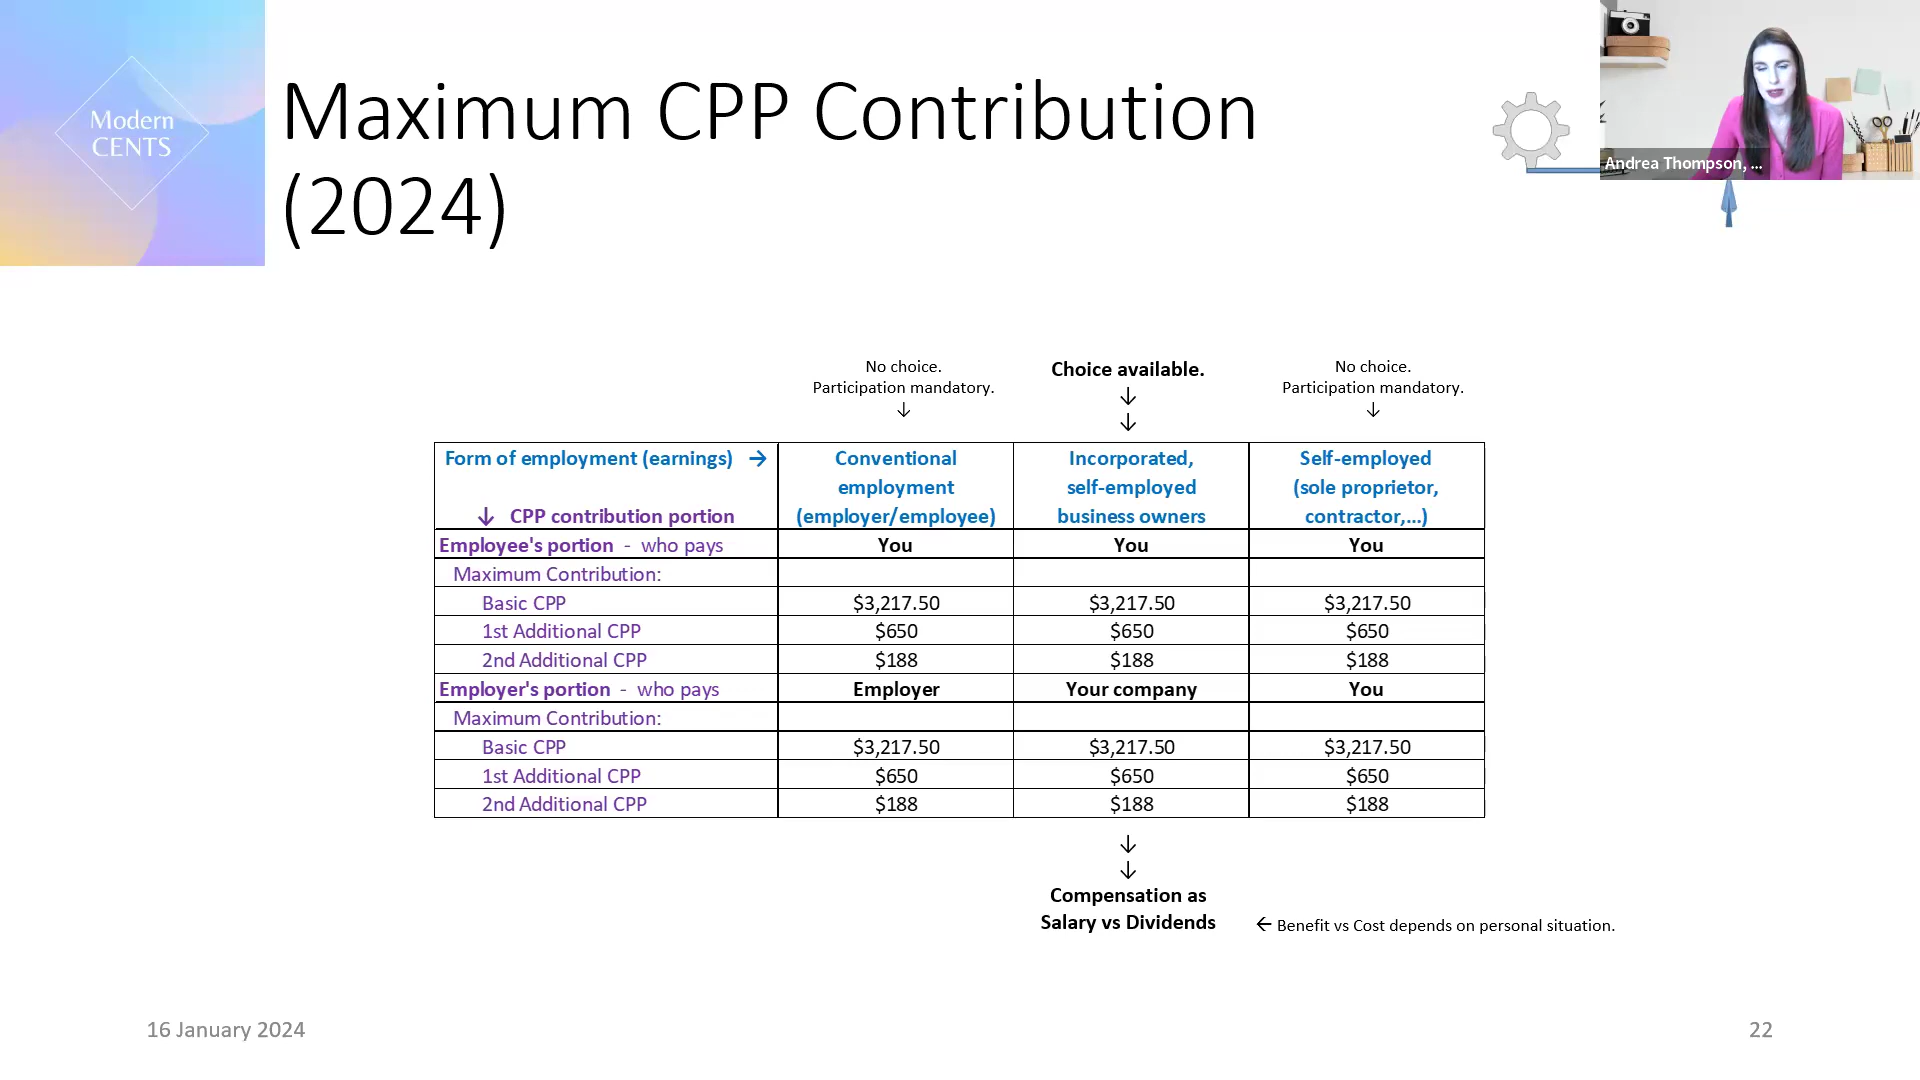 Modern
CENTS
Maximum CPP Contribution
(2024)
Andrea Thompson, ...
No choice.
Participation mandatory.
↓
Choice available.
↓
↓
No choice.
Participation mandatory.
↓
Form of employment (earnings) →
↓ CPP contribution portion
Conventional
employment
(employer/employee)
Incorporated,
self-employed
business owners
Self-employed
(sole proprietor,
contractor,...)
Employee's portion - who pays You You You
Maximum Contribution:
Basic CPP $3,217.50 $3,217.50 $3,217.50
1st Additional CPP $650 $650 $650
2nd Additional CPP $188 $188 $188
Employer's portion - who pays Employer Your company You
Maximum Contribution:
Basic CPP $3,217.50 $3,217.50 $3,217.50
1st Additional CPP $650 $650 $650
2nd Additional CPP $188 $188 $188
↓
↓
Compensation as
Salary vs Dividends
← Benefit vs Cost depends on personal situation.
16 January 2024
22